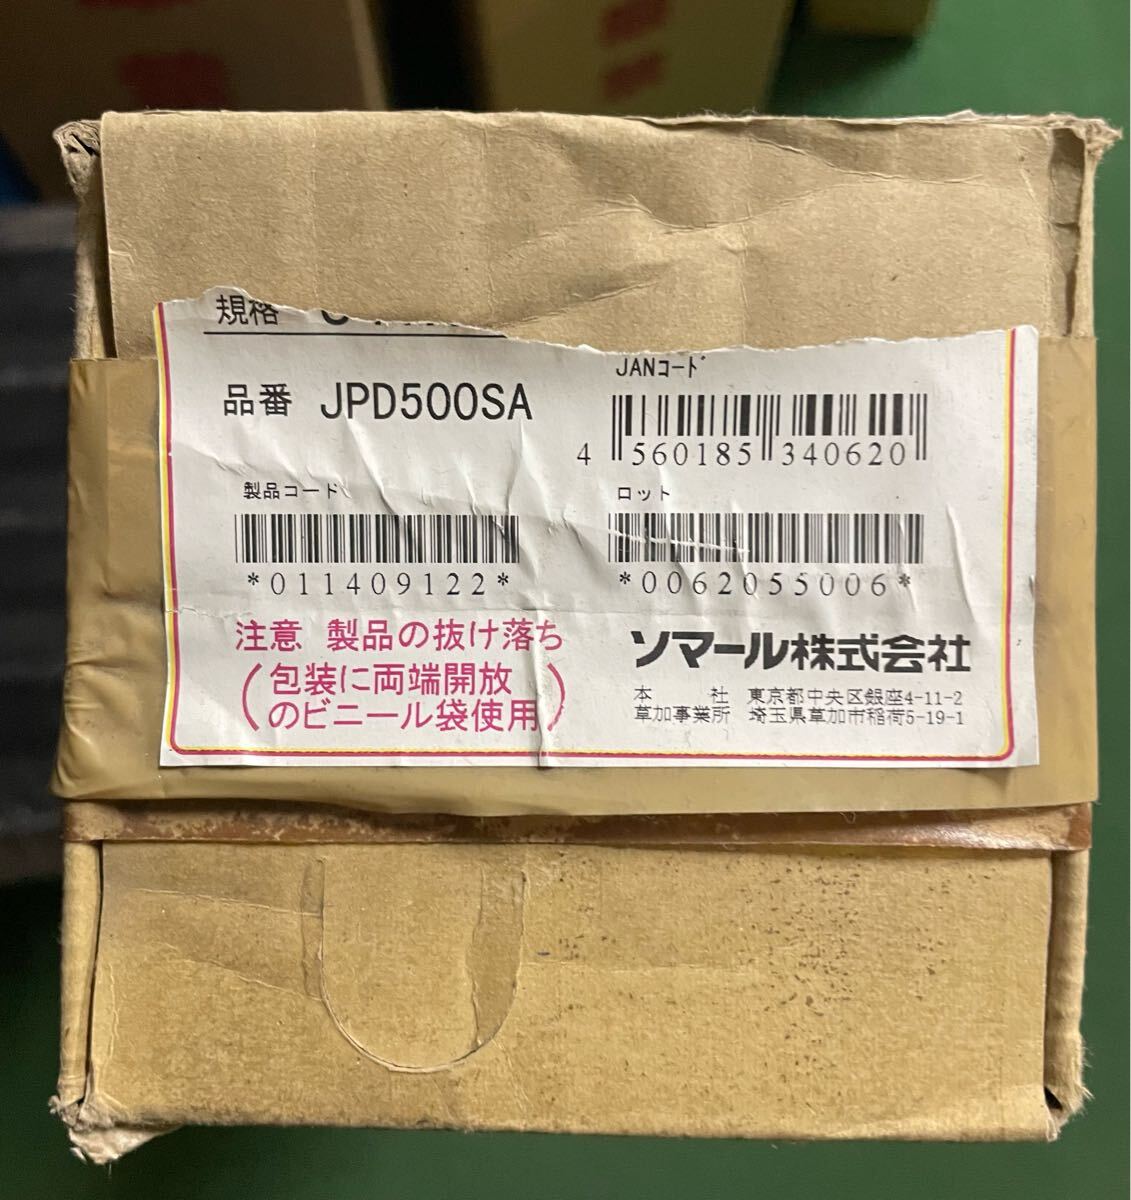 規格
品番 JPD500SA
JANコード
4 560185 340620
製品コード
*011409122*
ロット
*0062055006*
注意 製品の抜け落ち
(包装に両端開放
のビニール袋使用)
ソマール株式会社
本 社 東京都中央区銀座4-11-2
草加事業所 埼玉県草加市稲荷5-19-1